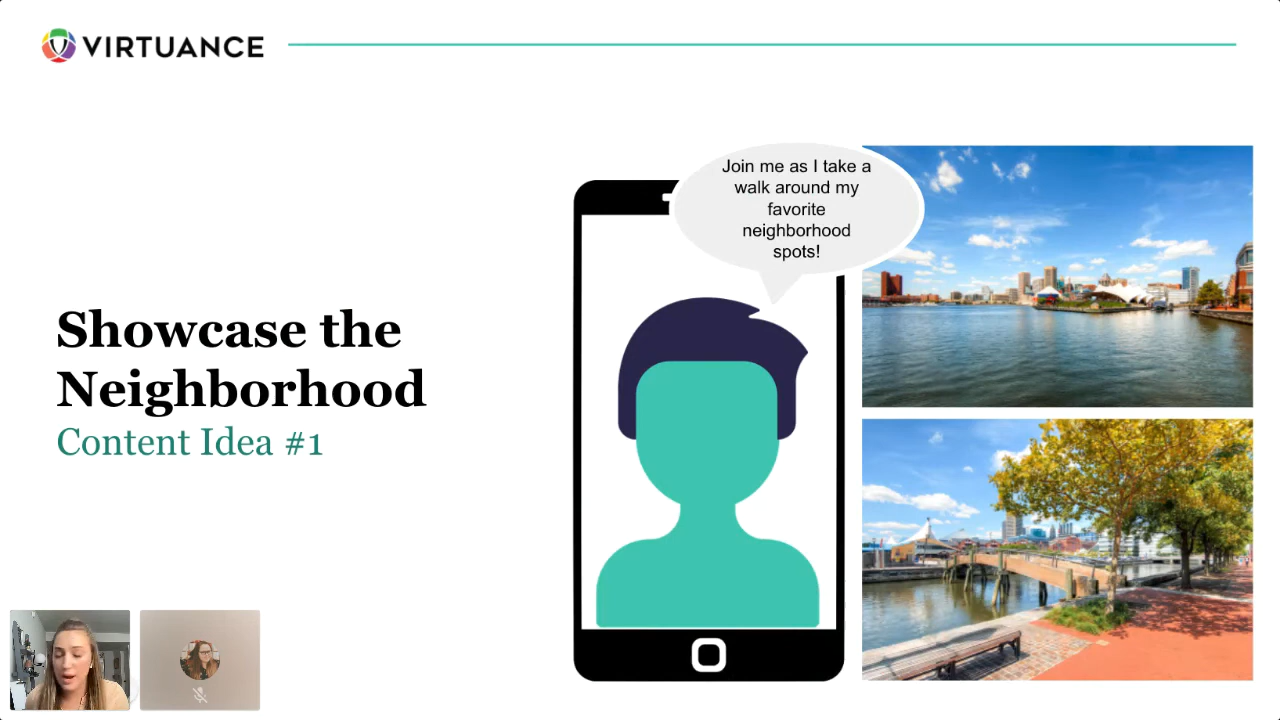 VIRTUANCE
Join me as I take a
walk around my
favorite
neighborhood
spots!
Showcase the
Neighborhood
Content Idea #1